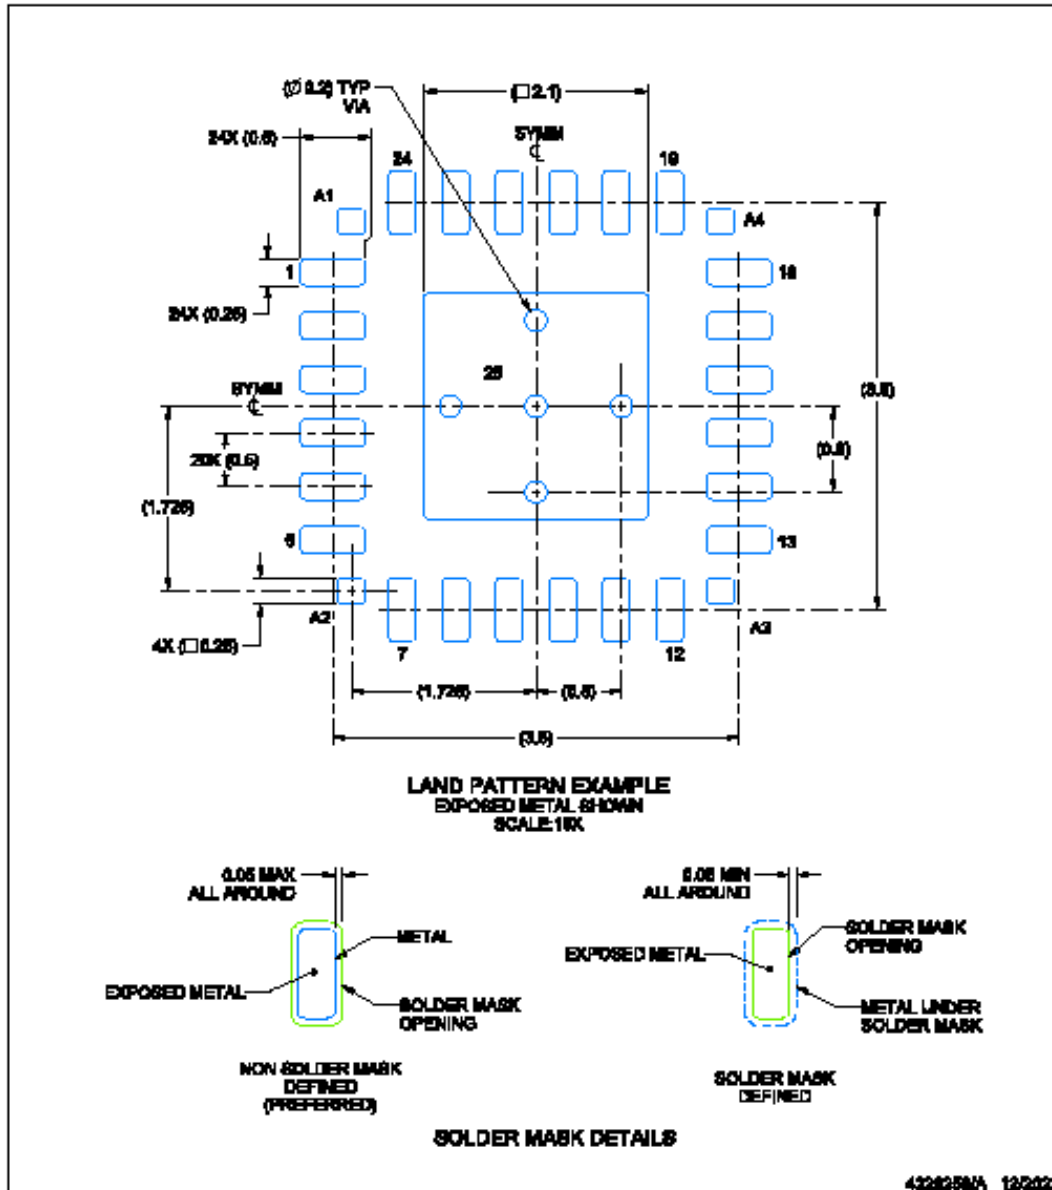 (Ø 0.2) TYP
VIA
(□2.1)
24X (0.6)
SYMM
24
19
A1
A4
1
18
24X (0.25)
25
SYMM
(3.8)
20X (0.5)
(0.8)
(1.725)
6
13
A2
A3
4X (□0.25)
7
12
(1.725)
(0.8)
(3.8)
LAND PATTERN EXAMPLE
EXPOSED METAL SHOWN
SCALE:
0.05 MAX
ALL AROUND
0.05 MIN
ALL AROUND
METAL
SOLDER MASK
OPENING
EXPOSED METAL
EXPOSED METAL
SOLDER MASK
OPENING
METAL UNDER
SOLDER MASK
NON SOLDER MASK
DEFINED
(PREFERRED)
SOLDER MASK
DEFINED
SOLDER MASK DETAILS